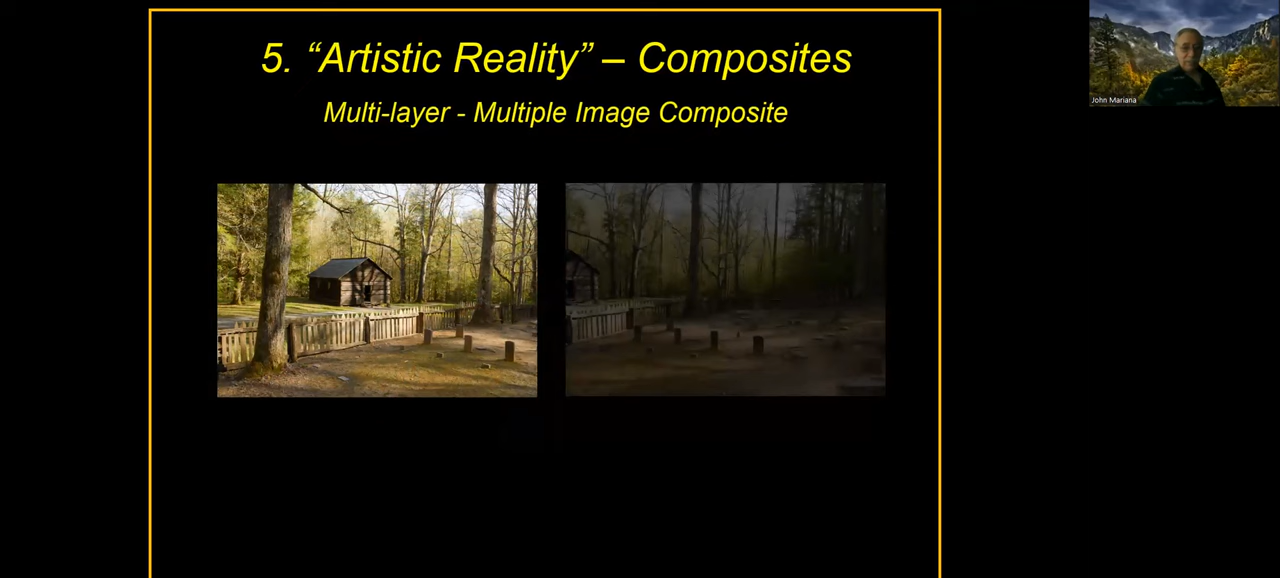 5. “Artistic Reality” – Composites
Multi-layer - Multiple Image Composite
John Mariana